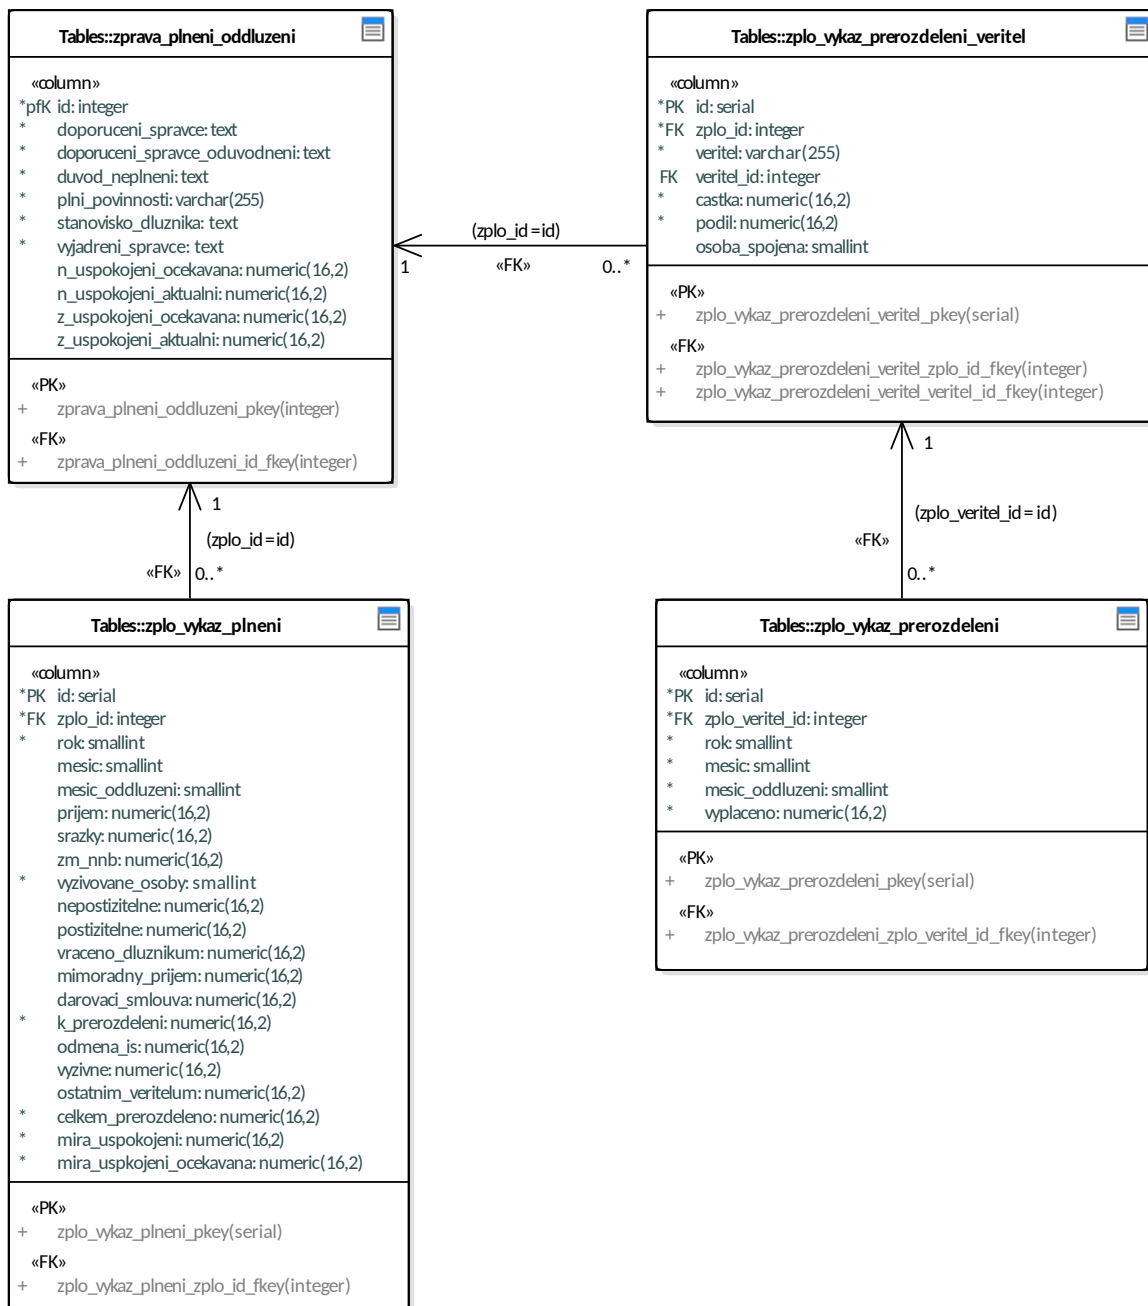 Tables::zprava_plneni_oddluzeni
«column»
*pfK id: integer
* doporuceni_spravce: text
* doporuceni_spravce_oduvodneni: text
* duvod_neplneni: text
* plni_povinnosti: varchar(255)
* stanovisko_dluznika: text
* vyjadreni_spravce: text
n_uspokojeni_ocekavana: numeric(16,2)
n_uspokojeni_aktualni: numeric(16,2)
z_uspokojeni_ocekavana: numeric(16,2)
z_uspokojeni_aktualni: numeric(16,2)
«PK»
+ zprava_plneni_oddluzeni_pkey(integer)
«FK»
+ zprava_plneni_oddluzeni_id_fkey(integer)
(zplo_id = id)
1
«FK»
0..*
Tables::zplo_vykaz_prerozdeleni_veritel
«column»
*PK id: serial
*FK zplo_id: integer
* veritel: varchar(255)
FK veritel_id: integer
* castka: numeric(16,2)
* podil: numeric(16,2)
osoba_spojena: smallint
«PK»
+ zplo_vykaz_prerozdeleni_veritel_pkey(serial)
«FK»
+ zplo_vykaz_prerozdeleni_veritel_zplo_id_fkey(integer)
+ zplo_vykaz_prerozdeleni_veritel_veritel_id_fkey(integer)
1
(zplo_id = id)
«FK»
0..*
1
(zplo_veritel_id = id)
«FK»
0..*
Tables::zplo_vykaz_plneni
«column»
*PK id: serial
*FK zplo_id: integer
* rok: smallint
mesic: smallint
mesic_oddluzeni: smallint
prijem: numeric(16,2)
srazky: numeric(16,2)
zm_nnb: numeric(16,2)
* vyzivovane_osoby: smallint
nepostizitelne: numeric(16,2)
postizitelne: numeric(16,2)
vraceno_dluznikum: numeric(16,2)
mimoradny_prijem: numeric(16,2)
darovaci_smlouva: numeric(16,2)
* k_prerozdeleni: numeric(16,2)
odmena_is: numeric(16,2)
vyzivne: numeric(16,2)
ostatnim_veritelum: numeric(16,2)
* celkem_prerozdeleno: numeric(16,2)
* mira_uspokojeni: numeric(16,2)
* mira_uspkojeni_ocekavana: numeric(16,2)
«PK»
+ zplo_vykaz_plneni_pkey(serial)
«FK»
+ zplo_vykaz_plneni_zplo_id_fkey(integer)
Tables::zplo_vykaz_prerozdeleni
«column»
*PK id: serial
*FK zplo_veritel_id: integer
* rok: smallint
* mesic: smallint
* mesic_oddluzeni: smallint
* vyplaceno: numeric(16,2)
«PK»
+ zplo_vykaz_prerozdeleni_pkey(serial)
«FK»
+ zplo_vykaz_prerozdeleni_zplo_veritel_id_fkey(integer)